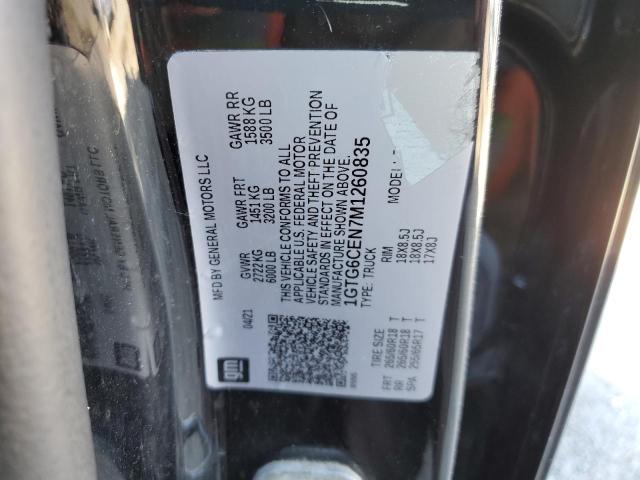 MFD BY GENERAL MOTORS LLC
04/21
GVWR GAWR FRT GAWR RR
2722 KG 1451 KG 1588 KG
6000 LB 3200 LB 3500 LB
THIS VEHICLE CONFORMS TO ALL
APPLICABLE U.S. FEDERAL MOTOR
VEHICLE SAFETY AND THEFT PREVENTION
STANDARDS IN EFFECT ON THE DATE OF
MANUFACTURE SHOWN ABOVE.
1GTG6CEN7M1260835
TYPE: TRUCK MODEL:
gm
TIRE SIZE RIM
FRT 265/60R18 T 18X8.5J
RR 265/60R18 T 18X8.5J
SPA 255/65R17 T 17X8J